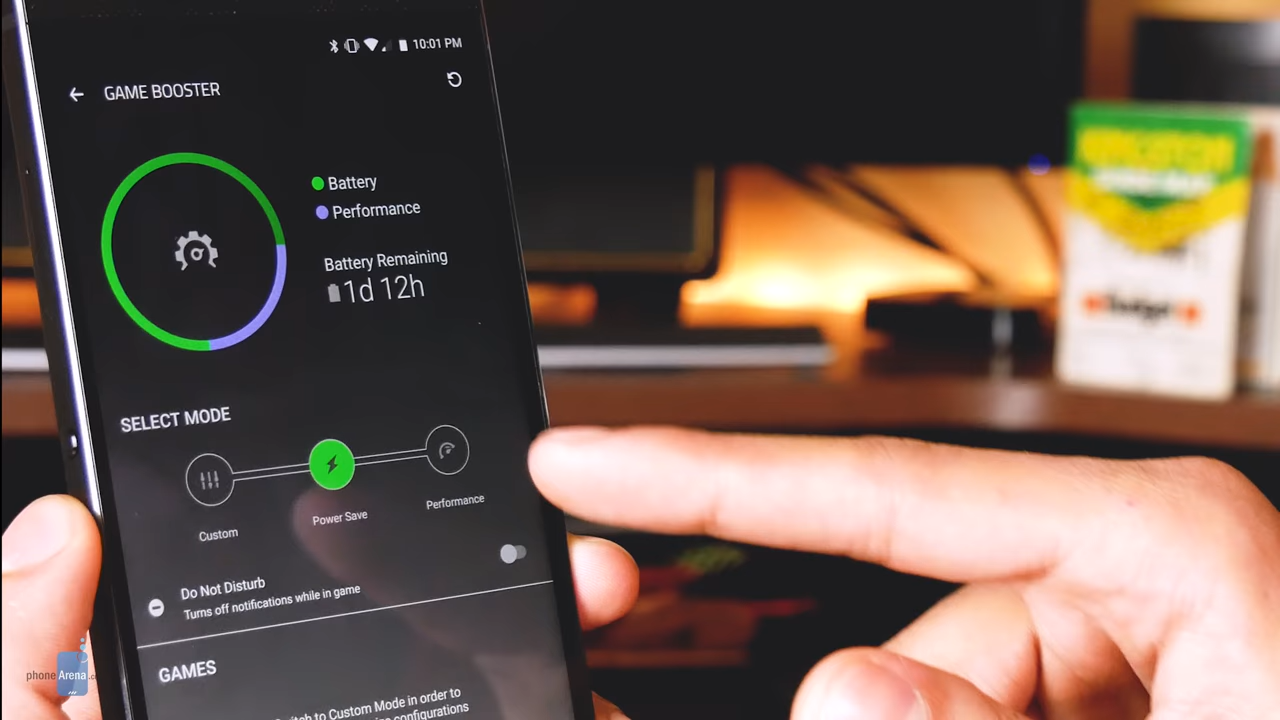 10:01 PM
GAME BOOSTER
Battery
Performance
Battery Remaining
1d 12h
SELECT MODE
Custom
Power Save
Performance
Do Not Disturb
Turns off notifications while in game
GAMES
to Custom Mode in order to
configurations
phoneArena